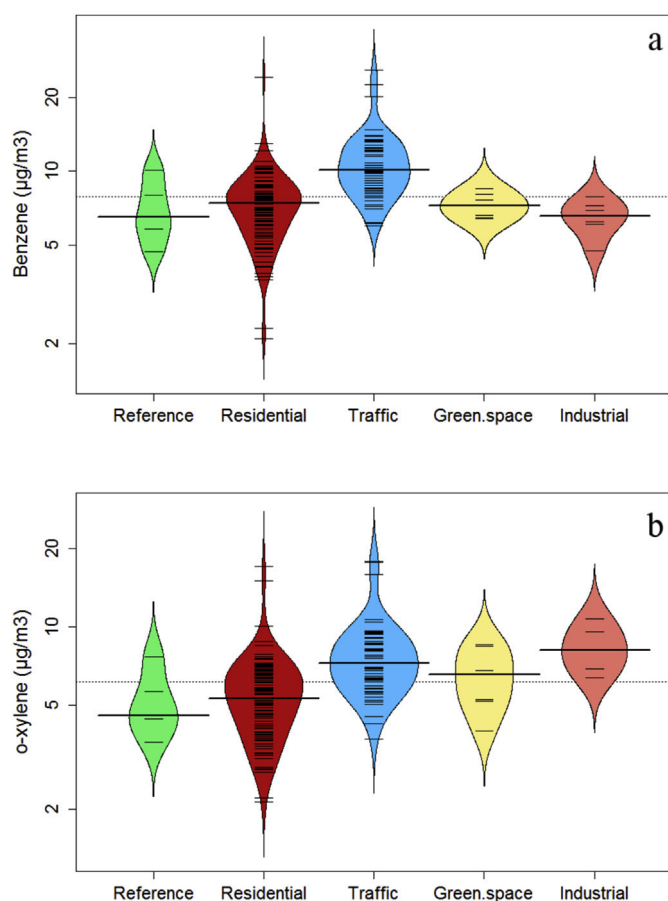 a
20
10
5
2
Benzene (µg/m3)
Reference Residential Traffic Green.space Industrial
b
20
10
5
2
o-xylene (µg/m3)
Reference Residential Traffic Green.space Industrial